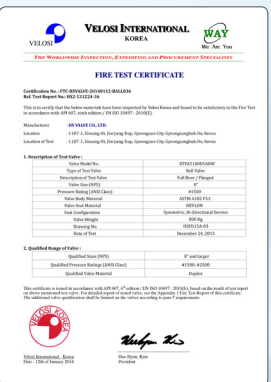 VELOSI
VELOSI INTERNATIONAL
KOREA
WAY
We Are You
THE WORLDWIDE INSPECTION, EXPEDITING AND PROCUREMENT SPECIALISTS
FIRE TEST CERTIFICATE
Certification No. : FTC-HSVALVE-20140112-BALL036
Ref. Test Report No.: HS2-131224-36
This is to certify that the below materials have been inspected by Velosi Korea and found to be satisfactory in the Fire Test
in accordance with API 607, sixth edition / EN ISO 10497 : 2010(E).
Manufacturer : HS VALVE CO., LTD.
Location : 1187-1, Sinsang-Ri, Jinryang-Eup, Gyeongsan-City, Gyeongsangbuk-Do, Korea
Location of Test : 1187-1, Sinsang-Ri, Jinryang-Eup, Gyeongsan-City, Gyeongsangbuk-Do, Korea
1. Description of Test Valve :
Valve Model No.
Type of Test Valve Ball Valve
Description of Test Valve Full Bore / Flanged
Valve Size (NPS) 8"
Pressure Rating (ANSI Class) #1500
Valve Body Material ASTM A182 F51
Valve Seat Material DEVLON
Seat Configuration Symmetric, Bi-directional Service
Valve Weight 800 Kg
Drawing No. HSFD15A-03
Date of Test December 24, 2013
2. Qualified Range of Valve :
Qualified Sizes (NPS) 8" and larger
Qualified Pressure Ratings (ANSI Class) #1500, #2500
Qualified Valve Material Duplex
This certificate is issued in accordance with API 607, 6th edition / EN ISO 10497 : 2010(E), based on the result of test report
on above mentioned test valve. For detailed report of tested valve, see the Appendix 1 Fire Test Report of this certificate.
The additional valve qualification shall be limited on the valves according to para.7 requirements.
VELOSI
KOREA
Velosi International , Korea
Hee-Hyun, Kim
Date : 12th of January 2014
President